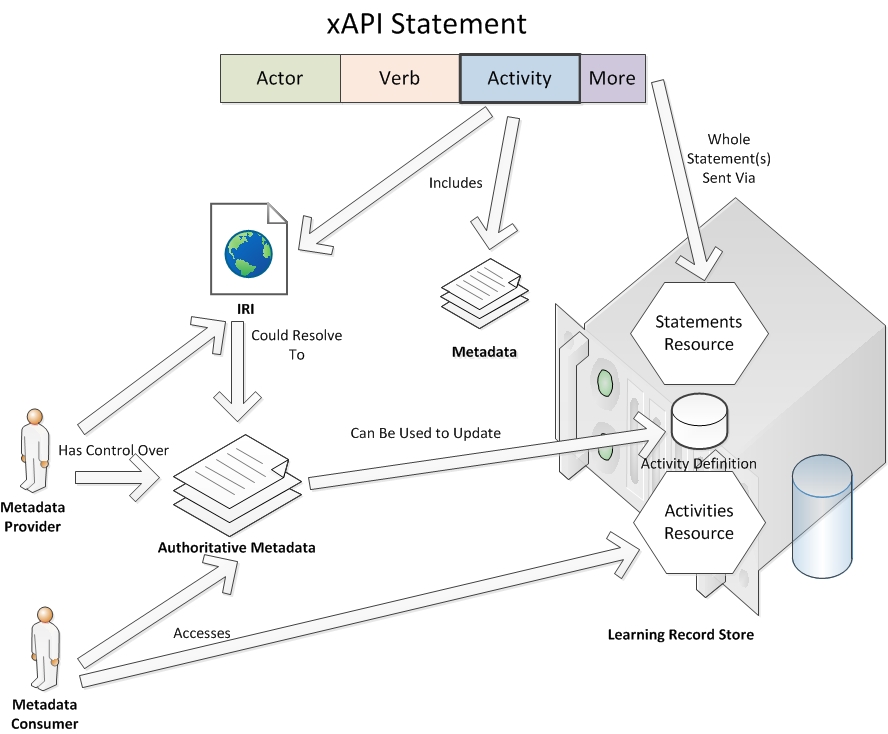 xAPI Statement
Actor Verb Activity More
Whole
Statement(s)
Sent Via
Includes
IRI
Could Resolve
To
Metadata
Statements
Resource
Has Control Over
Metadata
Provider
Can Be Used to Update
Activity Definition
Authoritative Metadata
Activities
Resource
Accesses
Learning Record Store
Metadata
Consumer